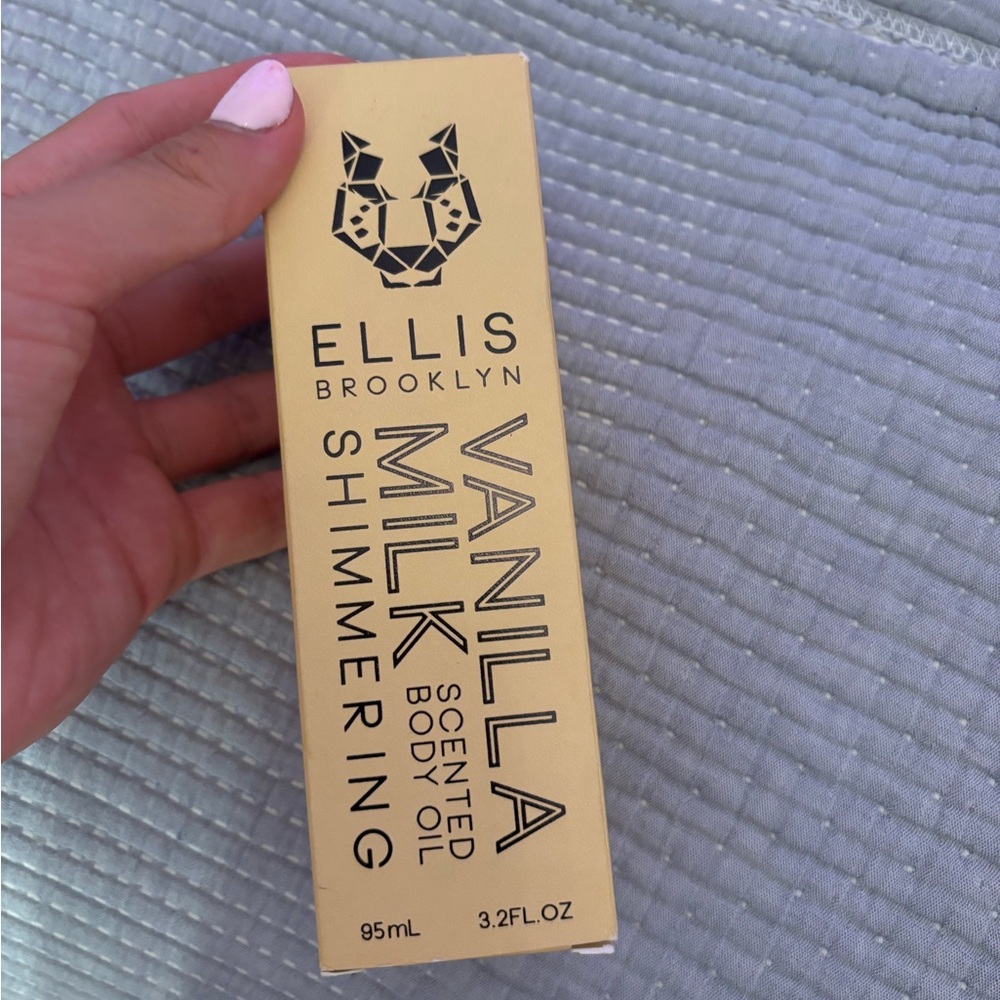 ELLIS
BROOKLYN
VANILLA
MILK
SCENTED
BODY OIL
SHIMMERING
95mL 3.2FL.OZ